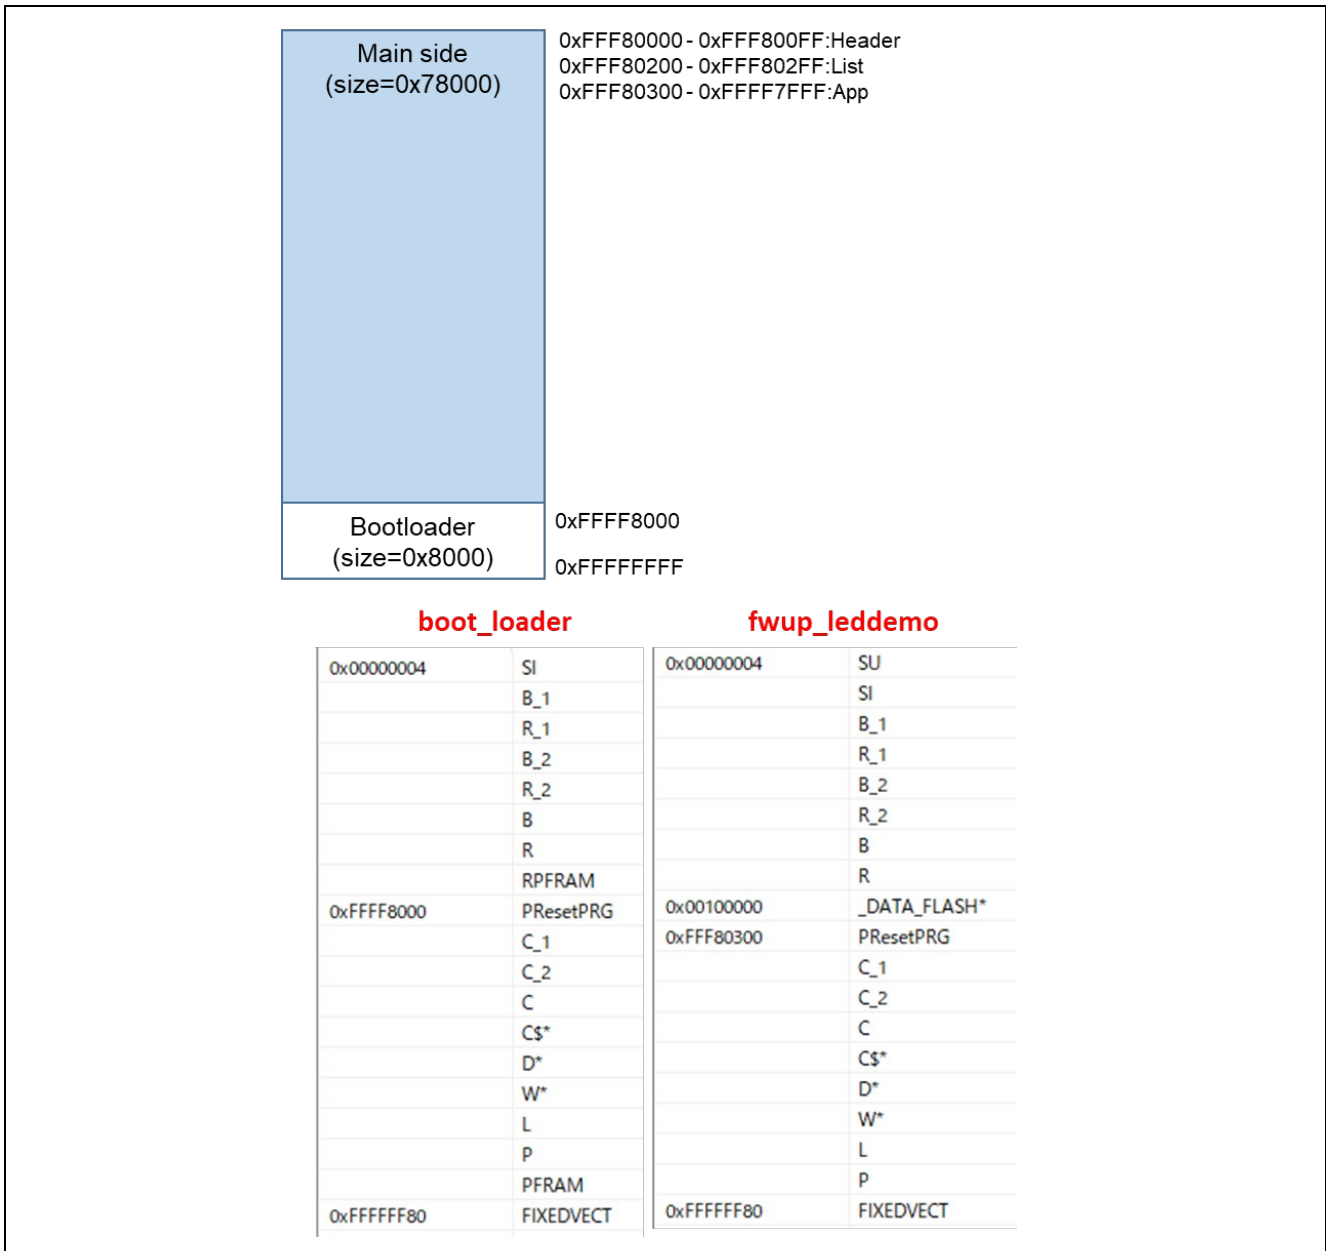 Main side
(size=0x78000)
0xFFF80000 - 0xFFF800FF:Header
0xFFF80200 - 0xFFF802FF:List
0xFFF80300 - 0xFFFF7FFF:App
Bootloader
(size=0x8000)
0xFFFF8000
0xFFFFFFFF
boot_loader
0x00000004 SI
B_1
R_1
B_2
R_2
B
R
RPFRAM
0xFFFF8000 PResetPRG
C_1
C_2
C
C$*
D*
W*
L
P
PFRAM
0xFFFFFF80 FIXEDVECT
fwup_leddemo
0x00000004 SU
SI
B_1
R_1
B_2
R_2
B
R
0x00100000 _DATA_FLASH*
0xFFF80300 PResetPRG
C_1
C_2
C
C$*
D*
W*
L
P
0xFFFFFF80 FIXEDVECT